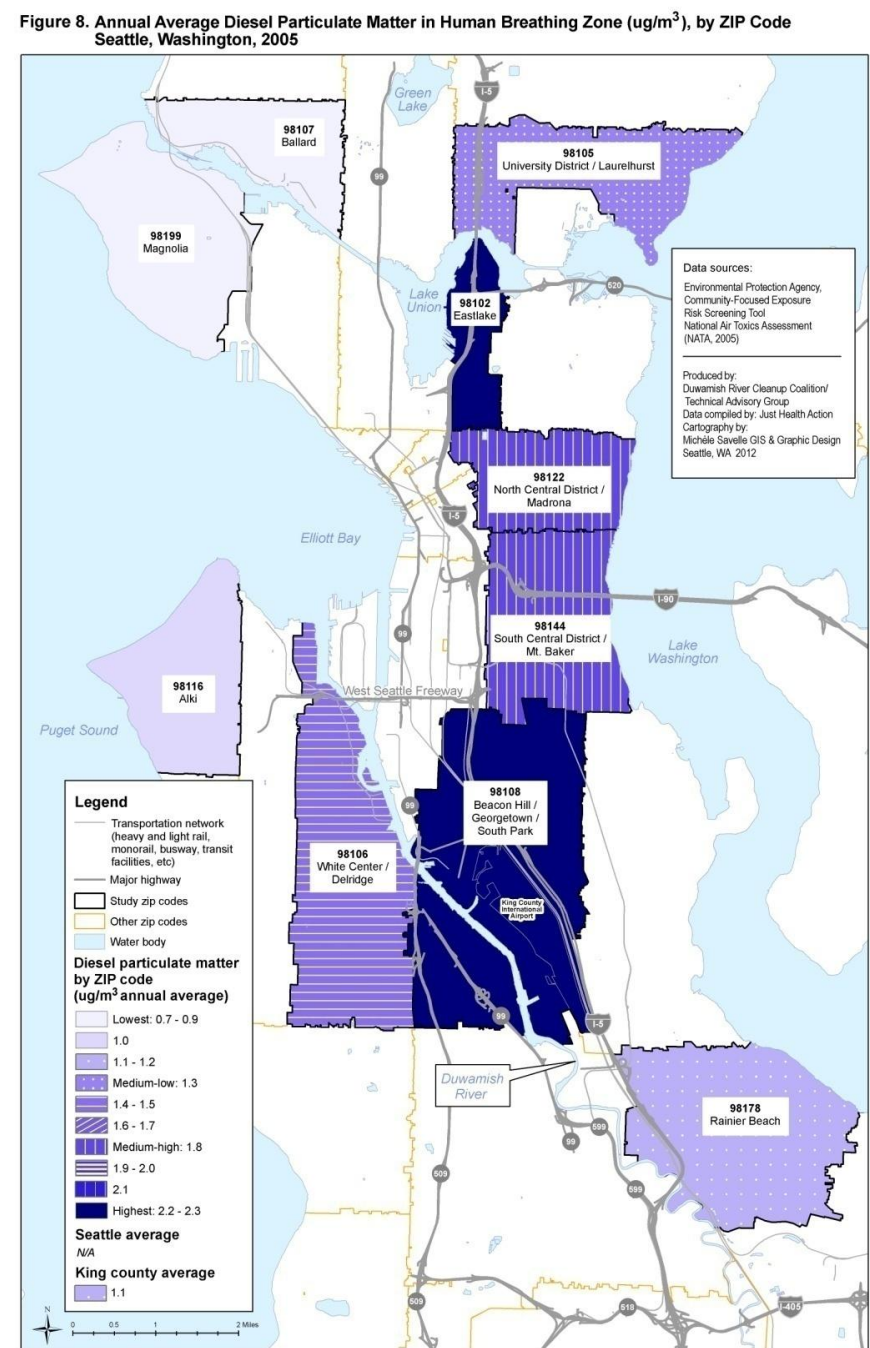 Figure 8. Annual Average Diesel Particulate Matter in Human Breathing Zone (ug/m3), by ZIP Code
Seattle, Washington, 2005
Green
Lake
I-5
98107
Ballard
98105
University District / Laurelhurst
99
98199
Magnolia
Lake
Union
98102
Eastlake
520
Data sources:
Environmental Protection Agency,
Community-Focused Exposure
Risk Screening Tool
National Air Toxics Assessment
(NATA, 2005)
Produced by:
Duwamish River Cleanup Coalition/
Technical Advisory Group
Data compiled by: Just Health Action
Cartography by:
Michéle Savelle GIS & Graphic Design
Seattle, WA 2012
98122
North Central District /
Madrona
I-5
Elliott Bay
I-90
99
98144
South Central District /
Mt. Baker
Lake
Washington
98116
Alki
West Seattle Freeway
Puget Sound
98108
Beacon Hill /
Georgetown /
South Park
99
98106
White Center /
Delridge
King County
International
Airport
99
I-5
Duwamish
River
98178
Rainier Beach
599
99
509
599
509
518
I-405
Legend
Transportation network
(heavy and light rail,
monorail, busway, transit
facilities, etc)
Major highway
Study zip codes
Other zip codes
Water body
Diesel particulate matter
by ZIP code
(ug/m3 annual average)
Lowest: 0.7 - 0.9
1.0
1.1 - 1.2
Medium-low: 1.3
1.4 - 1.5
1.6 - 1.7
Medium-high: 1.8
1.9 - 2.0
2.1
Highest: 2.2 - 2.3
Seattle average
N/A
King county average
1.1
N
0 0.5 1 2 Miles